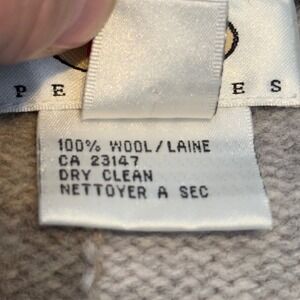 P E E S
100% WOOL/LAINE
CA 23147
DRY CLEAN
NETTOYER A SEC